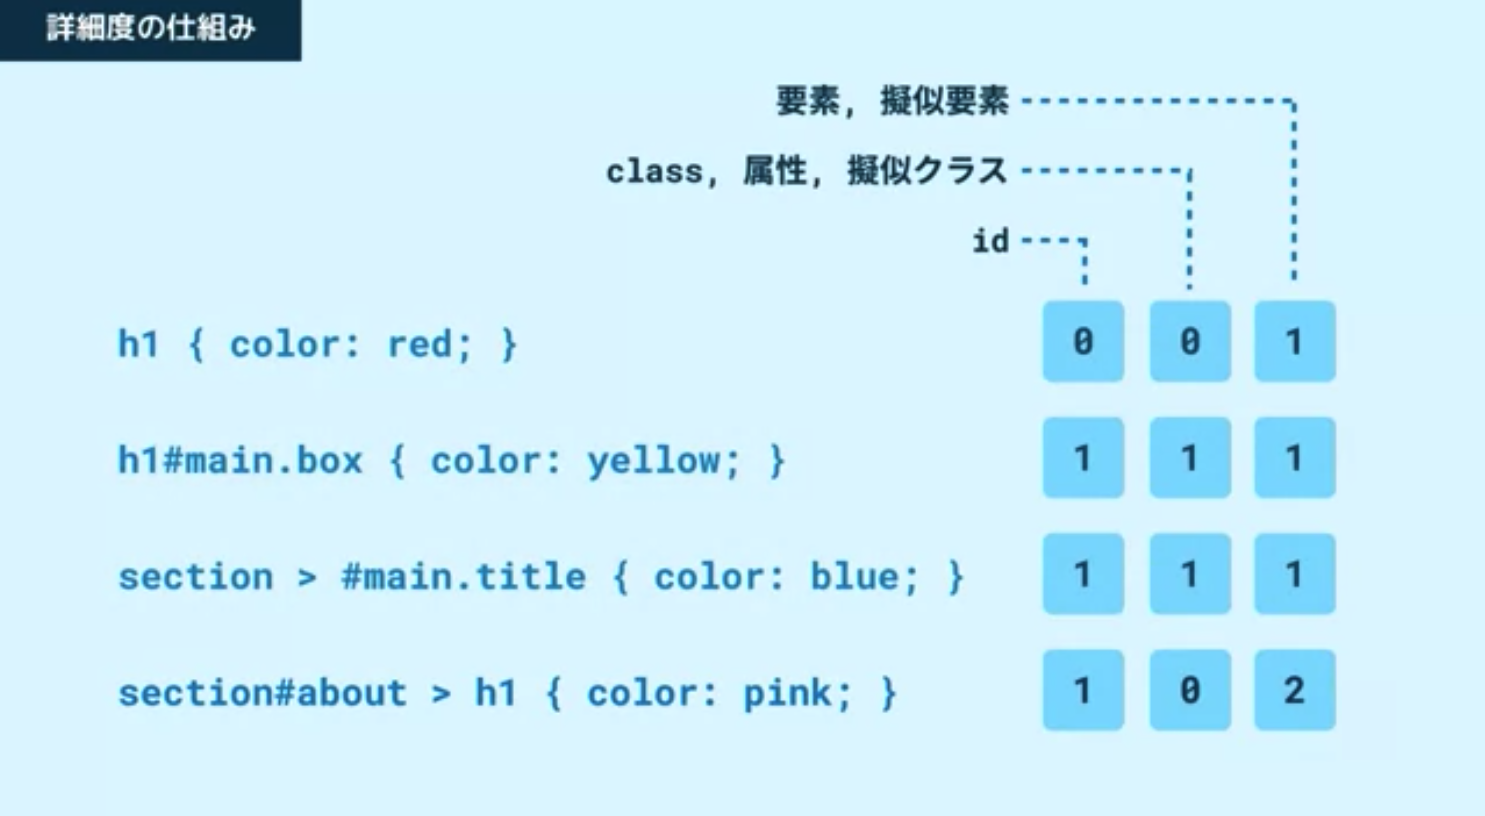 詳細度の仕組み
要素, 擬似要素
class, 属性, 擬似クラス
id
h1 { color: red; } 0 0 1
h1#main.box { color: yellow; } 1 1 1
section > #main.title { color: blue; } 1 1 1
section#about > h1 { color: pink; } 1 0 2